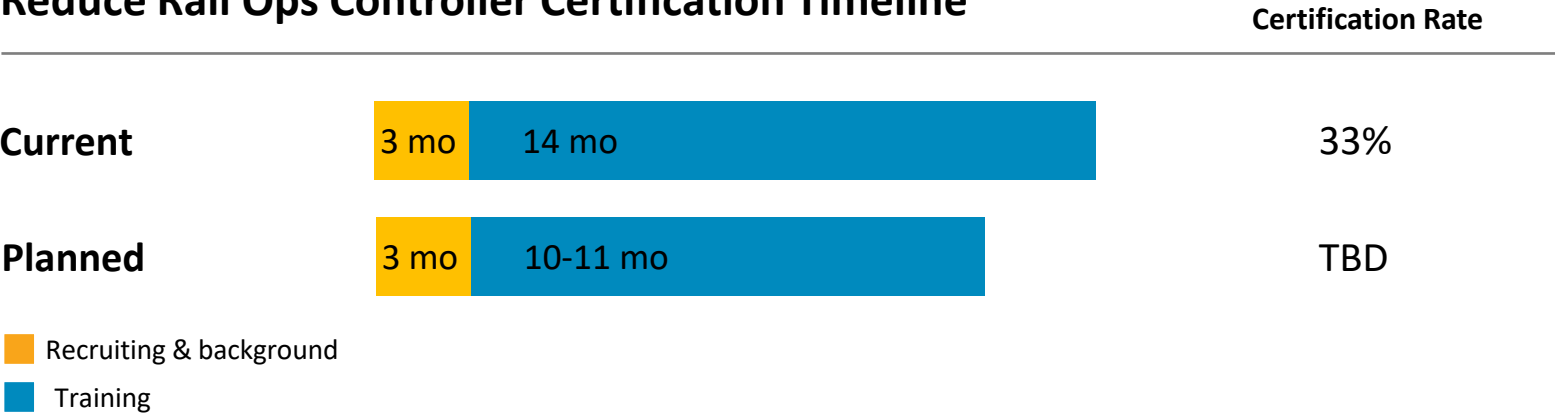 Reduce Rail Ops Controller Certification Timeline
Certification Rate
Current 3 mo 14 mo 33%
Planned 3 mo 10-11 mo TBD
Recruiting & background
Training